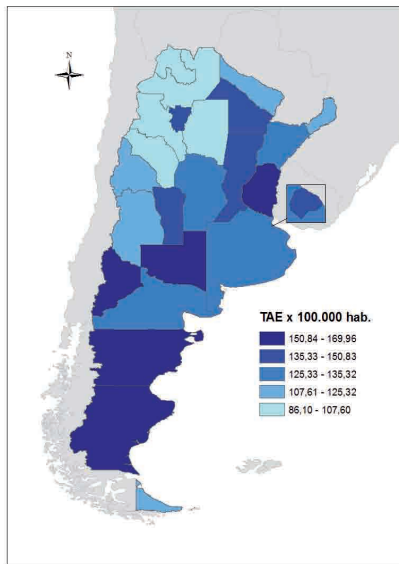 N
TAE x 100.000 hab.
150,84 - 169,96
135,33 - 150,83
125,33 - 135,32
107,61 - 125,32
86,10 - 107,60